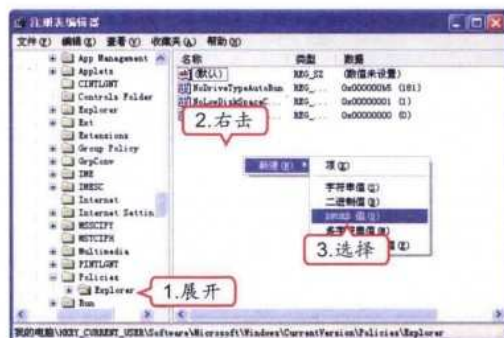 注册表编辑器
文件(F) 编辑(E) 查看(V) 收藏夹(A) 帮助(H)
App Management
Applets
CINTLGNT
Controls Folder
Explorer
Ext
Extensions
Group Policy
GrpConv
IME
IMESC
Internet
Internet Settin
MSSCIPY
MSTCIPH
Multimedia
PINTLGNT
Policies
Explorer
Run
名称 类型 数据
(默认) REG_SZ (数值未设置)
NoDriveTypeAutoRun REG_... 0x000000b5 (181)
NoLowDiskSpaceC... REG_... 0x00000001 (1)
REG_... 0x00000000 (0)
2.右击
新建(N)
项(K)
字符串值(S)
二进制值(B)
DWORD 值(D)
3.选择
1.展开
我的电脑\HKEY_CURRENT_USER\Software\Microsoft\Windows\CurrentVersion\Policies\Explorer